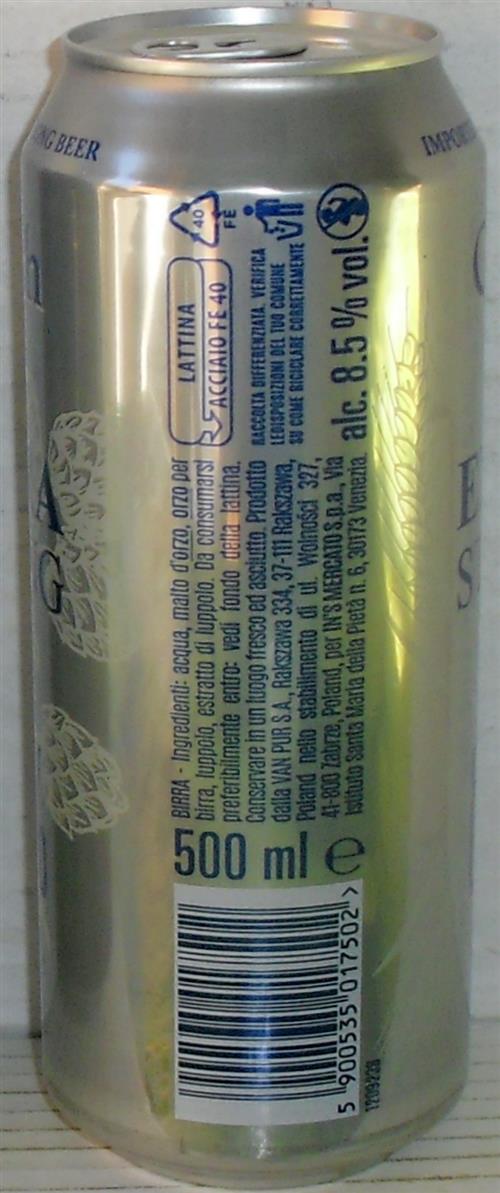 NG BEER
IMPOR
40
FE
LATTINA
ACCIAIO FE 40
RACCOLTA DIFFERENZIATA. VERIFICA
LE DISPOSIZIONI DEL TUO COMUNE
SU COME RICICLARE CORRETTAMENTE
alc. 8.5 % vol.
BIRRA - Ingredienti: acqua, malto d'orzo, orzo per
birra, luppolo, estratto di luppolo. Da consumarsi
preferibilmente entro: vedi fondo della lattina.
Conservare in un luogo fresco ed asciutto. Prodotto
dalla VAN PUR S.A., Rakszawa 334, 37-111 Rakszawa,
Poland nello stabilimento di ul. Wolności 327,
41-800 Zabrze, Poland, per IN'S MERCATO S.p.a., Via
Istituto Santa Maria della Pietà n. 6, 30173 Venezia
500 ml e
5 900535 017502 >
h
A
G
E
S